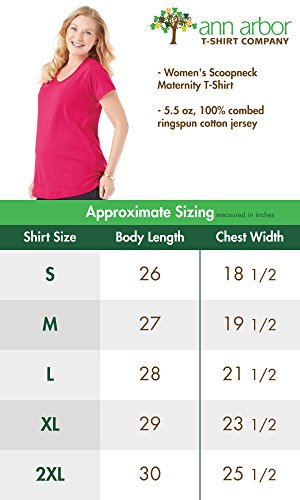 ann arbor
T-SHIRT COMPANY
- Women's Scoopneck
Maternity T-Shirt
- 5.5 oz, 100% combed
ringspun cotton jersey
Approximate Sizing measured in inches
Shirt Size Body Length Chest Width
S 26 18 1/2
M 27 19 1/2
L 28 21 1/2
XL 29 23 1/2
2XL 30 25 1/2